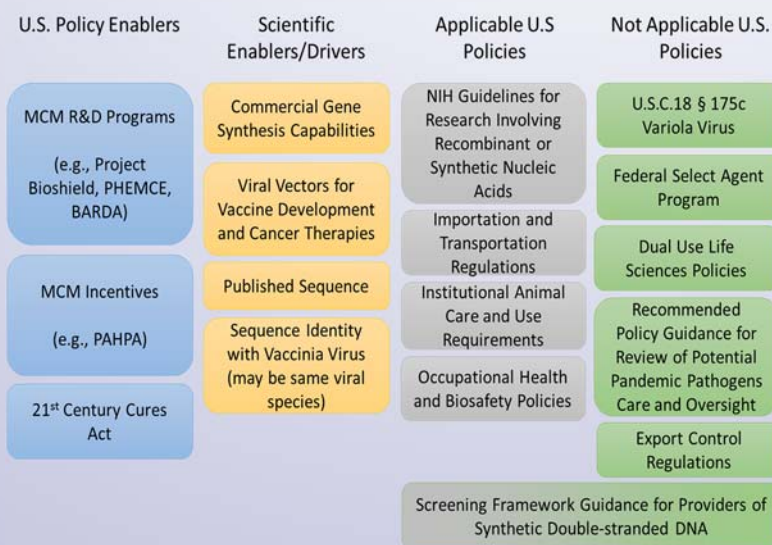 U.S. Policy Enablers
MCM R&D Programs
(e.g., Project
Bioshield, PHEMCE,
BARDA)
MCM Incentives
(e.g., PAHPA)
21st Century Cures
Act
Scientific
Enablers/Drivers
Commercial Gene
Synthesis Capabilities
Viral Vectors for
Vaccine Development
and Cancer Therapies
Published Sequence
Sequence Identity
with Vaccinia Virus
(may be same viral
species)
Applicable U.S
Policies
NIH Guidelines for
Research Involving
Recombinant or
Synthetic Nucleic
Acids
Importation and
Transportation
Regulations
Institutional Animal
Care and Use
Requirements
Occupational Health
and Biosafety Policies
Not Applicable U.S.
Policies
U.S.C.18 § 175c
Variola Virus
Federal Select Agent
Program
Dual Use Life
Sciences Policies
Recommended
Policy Guidance for
Review of Potential
Pandemic Pathogens
Care and Oversight
Export Control
Regulations
Screening Framework Guidance for Providers of
Synthetic Double-stranded DNA